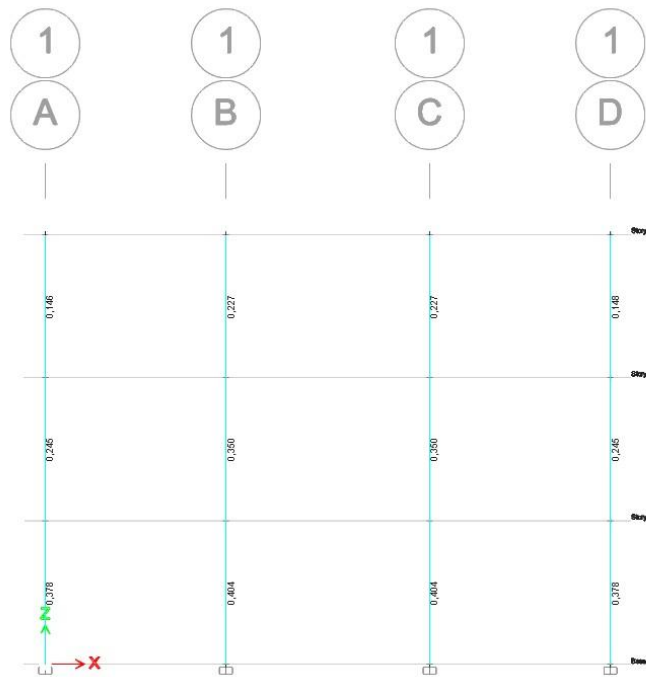 1 1 1 1
A B C D
Story
0,146 0,227 0,227 0,148
Story
0,245 0,350 0,350 0,245
Story
0,378 0,404 0,404 0,378
Z
X
Base